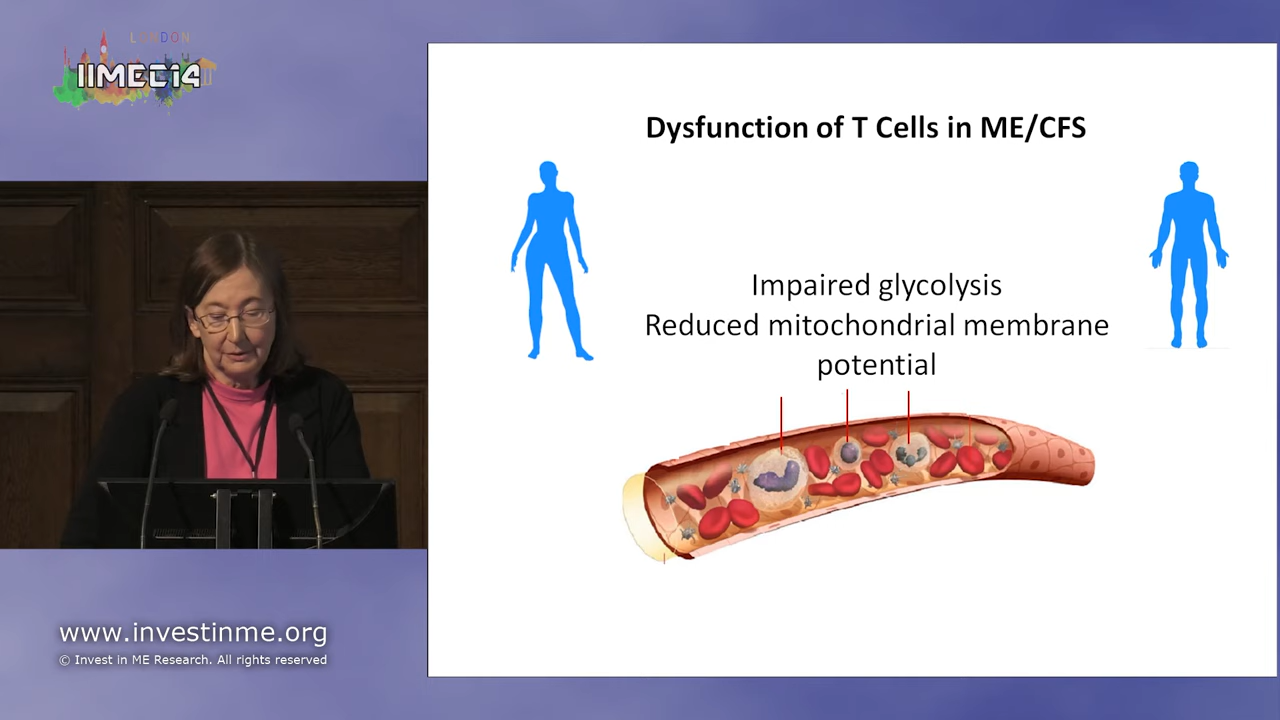 LONDON
IIMEC14
Dysfunction of T Cells in ME/CFS
Impaired glycolysis
Reduced mitochondrial membrane
potential
www.investinme.org
© Invest in ME Research. All rights reserved